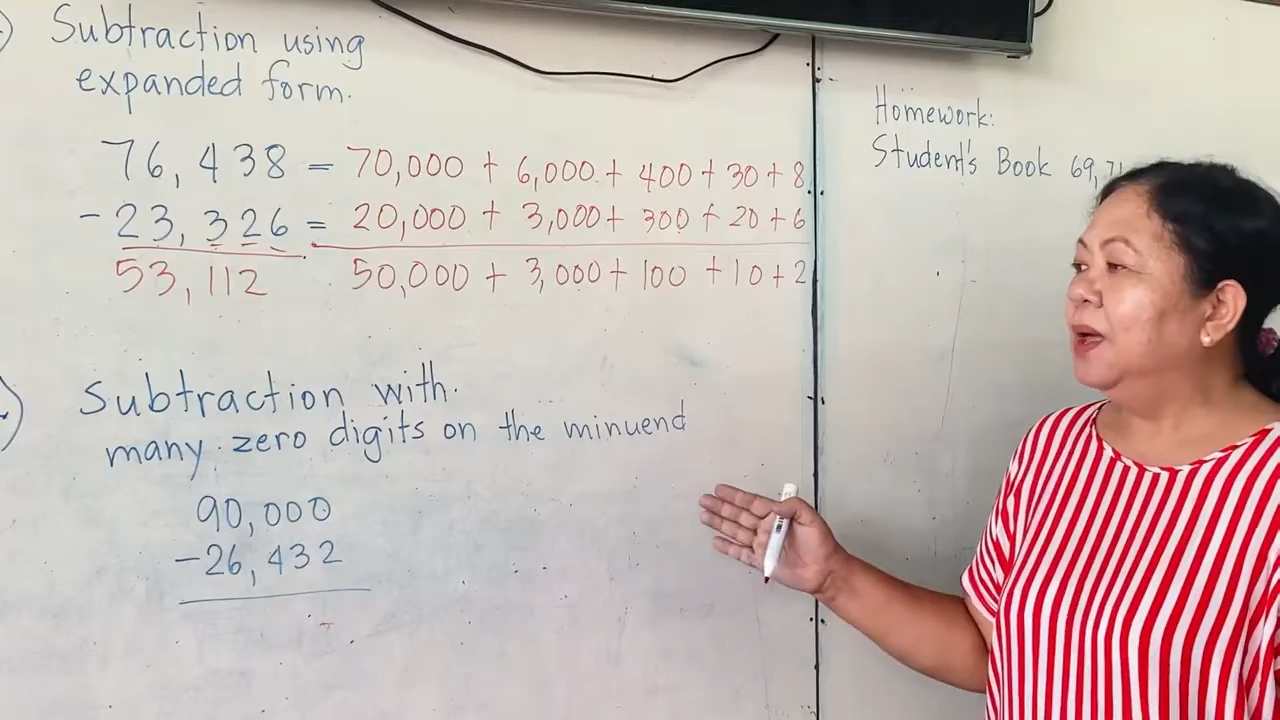 Subtraction using
expanded form.
76,438 = 70,000 + 6,000 + 400 + 30 + 8
- 23,326 = 20,000 + 3,000 + 300 + 20 + 6
53,112 50,000 + 3,000 + 100 + 10 + 2
Subtraction with
many zero digits on the minuend
90,000
- 26,432
Homework:
Student's Book 69,